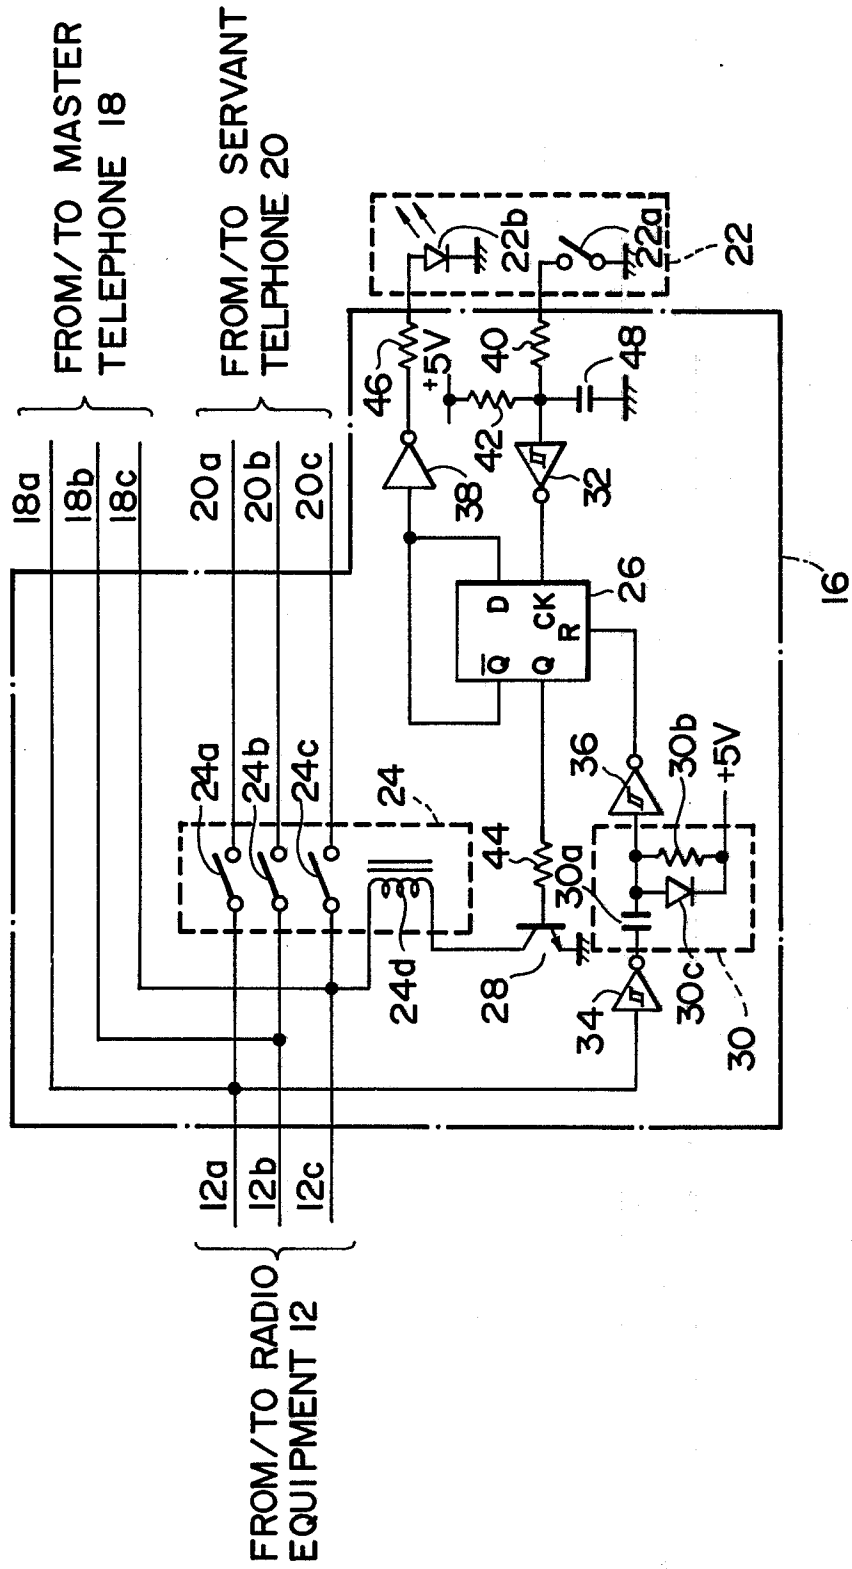 FROM/TO MASTER
TELEPHONE 18
FROM/TO SERVANT
TELPHONE 20
18a
18b
18c
20a
20b
20c
24a
24b
24c
24
24d
12a
12b
12c
FROM/TO RADIO
EQUIPMENT 12
46
+5V
42
40
48
22b
22a
22
38
32
D
CK
R
Q
Q
26
16
44
28
36
30a
30b
+5V
30c
30
34